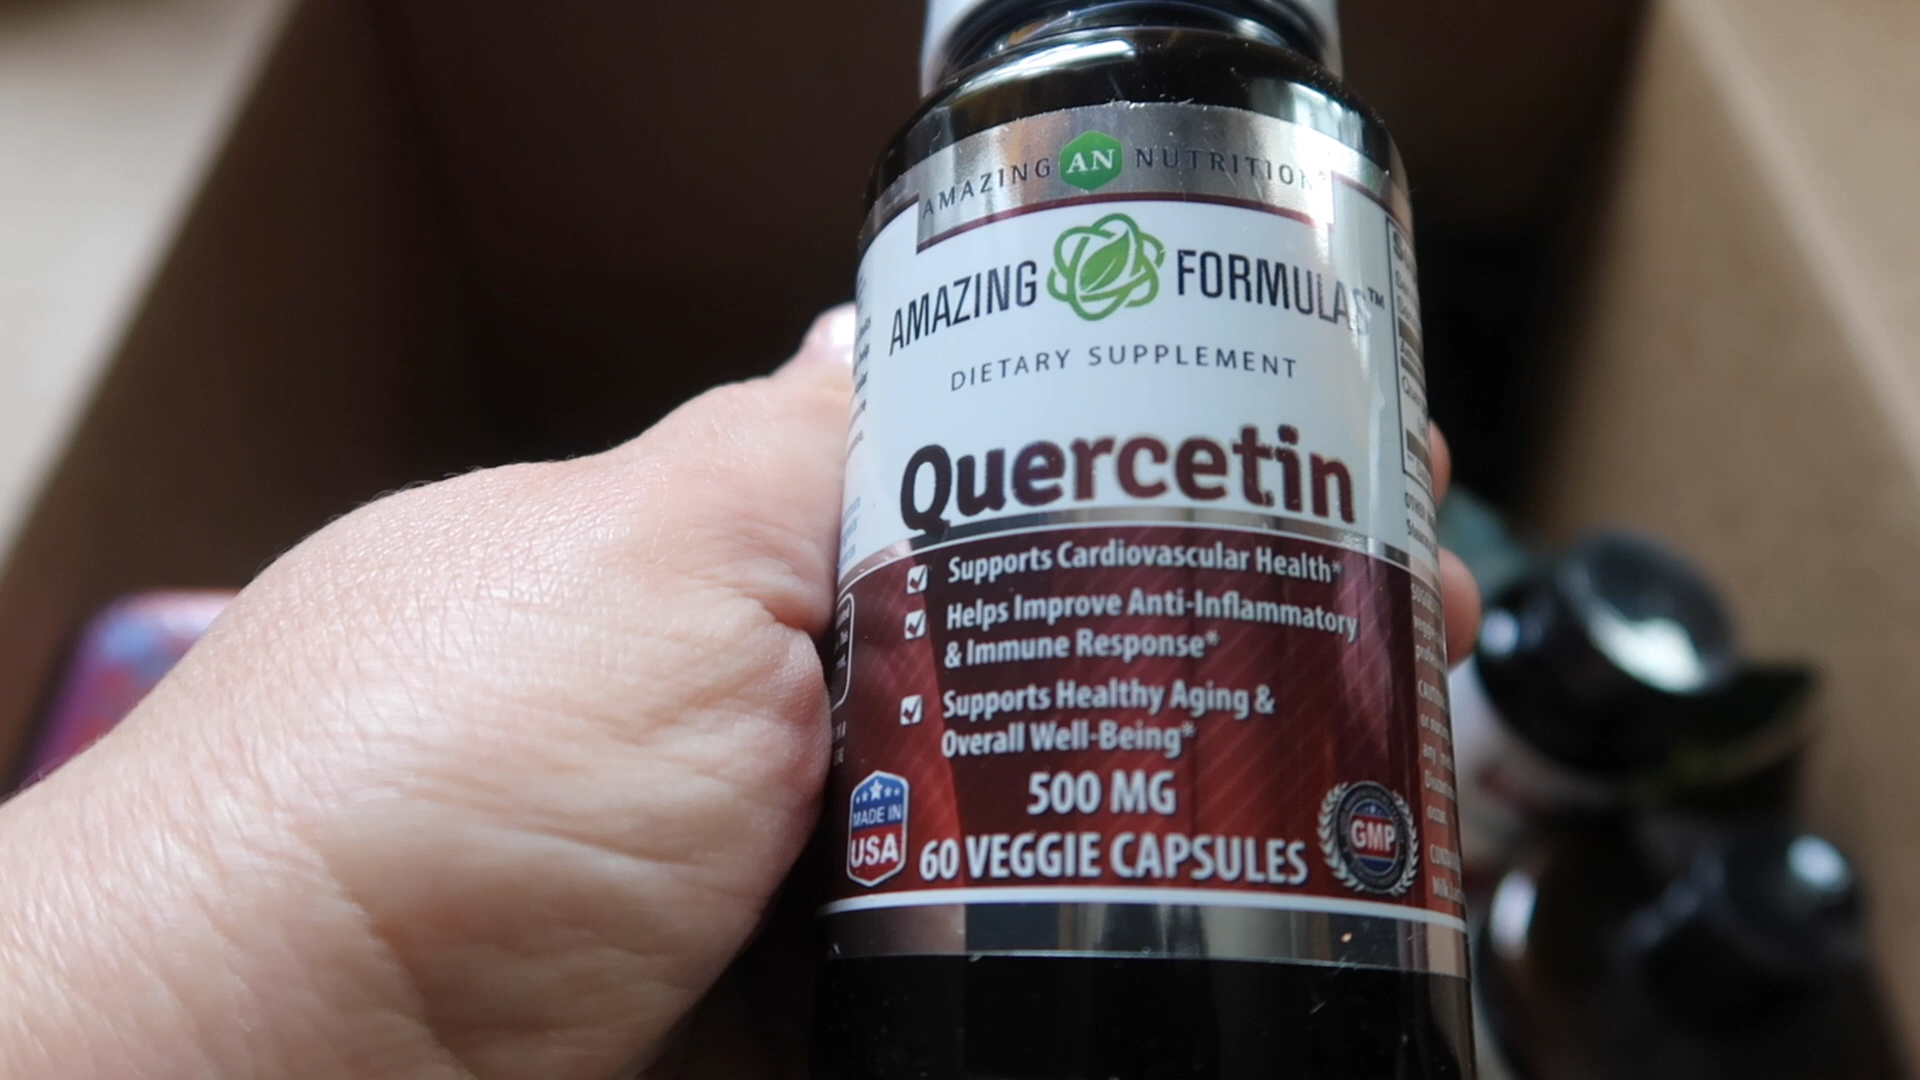 AMAZING AN NUTRITION
AMAZING FORMULAS™
DIETARY SUPPLEMENT
Quercetin
Supports Cardiovascular Health*
Helps Improve Anti-Inflammatory
& Immune Response*
Supports Healthy Aging &
Overall Well-Being*
500 MG
60 VEGGIE CAPSULES
MADE IN
USA
GMP